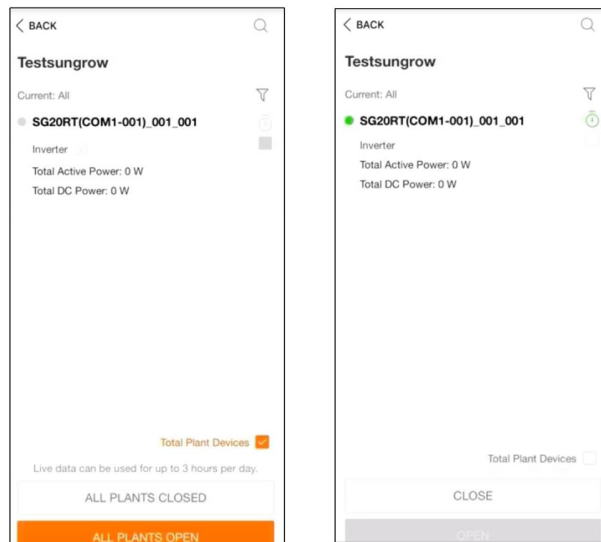 BACK
Testsungrow
Current: All
SG20RT(COM1-001)_001_001
Inverter
Total Active Power: 0 W
Total DC Power: 0 W
Total Plant Devices
Live data can be used for up to 3 hours per day.
ALL PLANTS CLOSED
ALL PLANTS OPEN
BACK
Testsungrow
Current: All
SG20RT(COM1-001)_001_001
Inverter
Total Active Power: 0 W
Total DC Power: 0 W
Total Plant Devices
CLOSE
OPEN